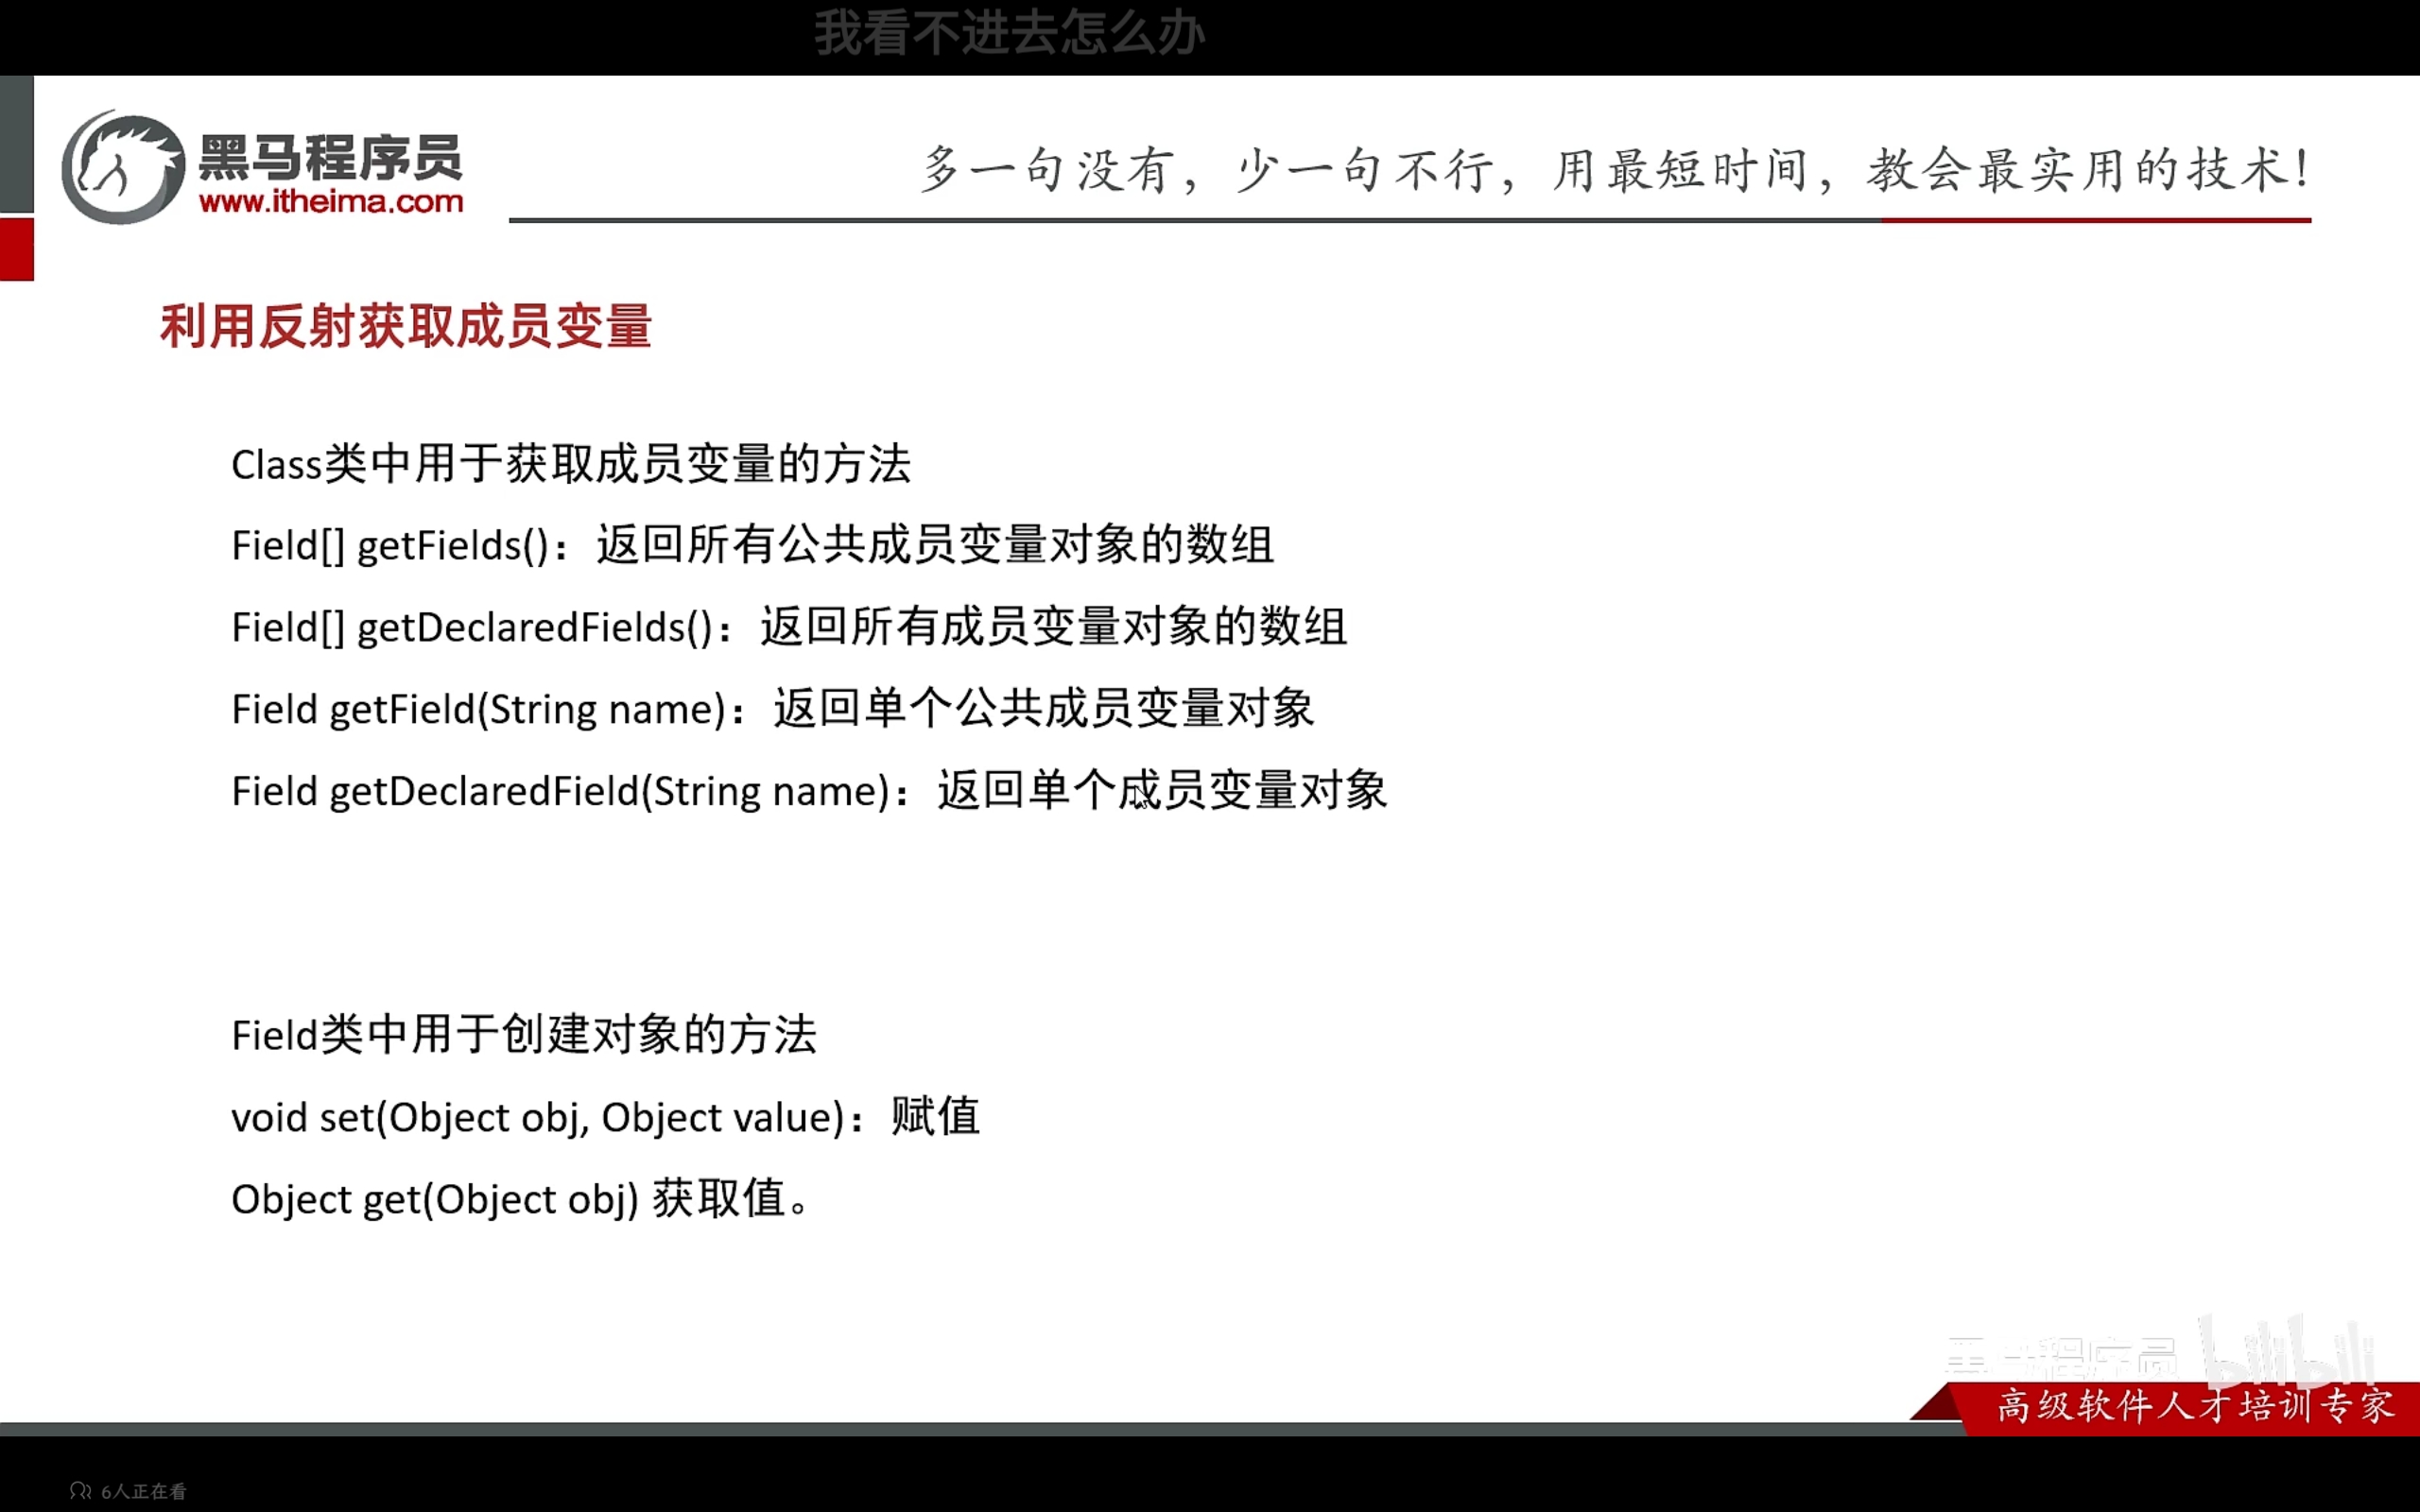 我看不进去怎么办
黑马程序员
www.itheima.com
多一句没有，少一句不行，用最短时间，教会最实用的技术！
利用反射获取成员变量
Class类中用于获取成员变量的方法
Field[] getFields()：返回所有公共成员变量对象的数组
Field[] getDeclaredFields()：返回所有成员变量对象的数组
Field getField(String name)：返回单个公共成员变量对象
Field getDeclaredField(String name)：返回单个成员变量对象
Field类中用于创建对象的方法
void set(Object obj, Object value)：赋值
Object get(Object obj) 获取值。
黑马程序员 bilibili
高级软件人才培训专家
6人正在看